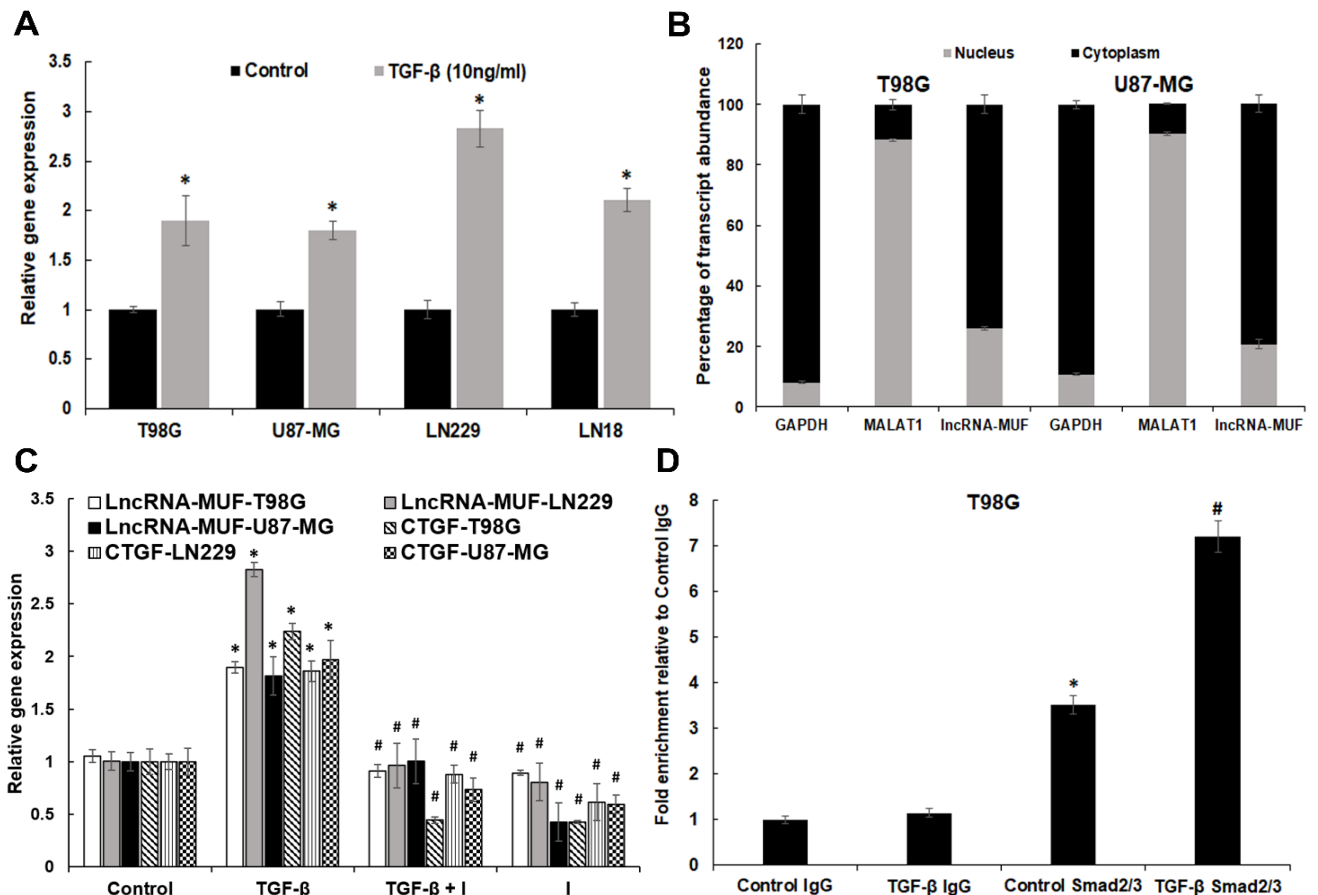 A
Relative gene expression
3.5
3
2.5
2
1.5
1
0.5
0
Control TGF-β (10ng/ml)
* * * *
T98G U87-MG LN229 LN18
B
Percentage of transcript abundance
120
100
80
60
40
20
0
Nucleus Cytoplasm
T98G U87-MG
GAPDH MALAT1 lncRNA-MUF GAPDH MALAT1 lncRNA-MUF
C
Relative gene expression
3.5
3
2.5
2
1.5
1
0.5
0
LncRNA-MUF-T98G LncRNA-MUF-LN229
LncRNA-MUF-U87-MG CTGF-T98G
CTGF-LN229 CTGF-U87-MG
* * * * * *
# # # # # #
# # # # # #
Control TGF-β TGF-β + I I
D
Fold enrichment relative to Control IgG
8
7
6
5
4
3
2
1
0
T98G
* #
Control IgG TGF-β IgG Control Smad2/3 TGF-β Smad2/3